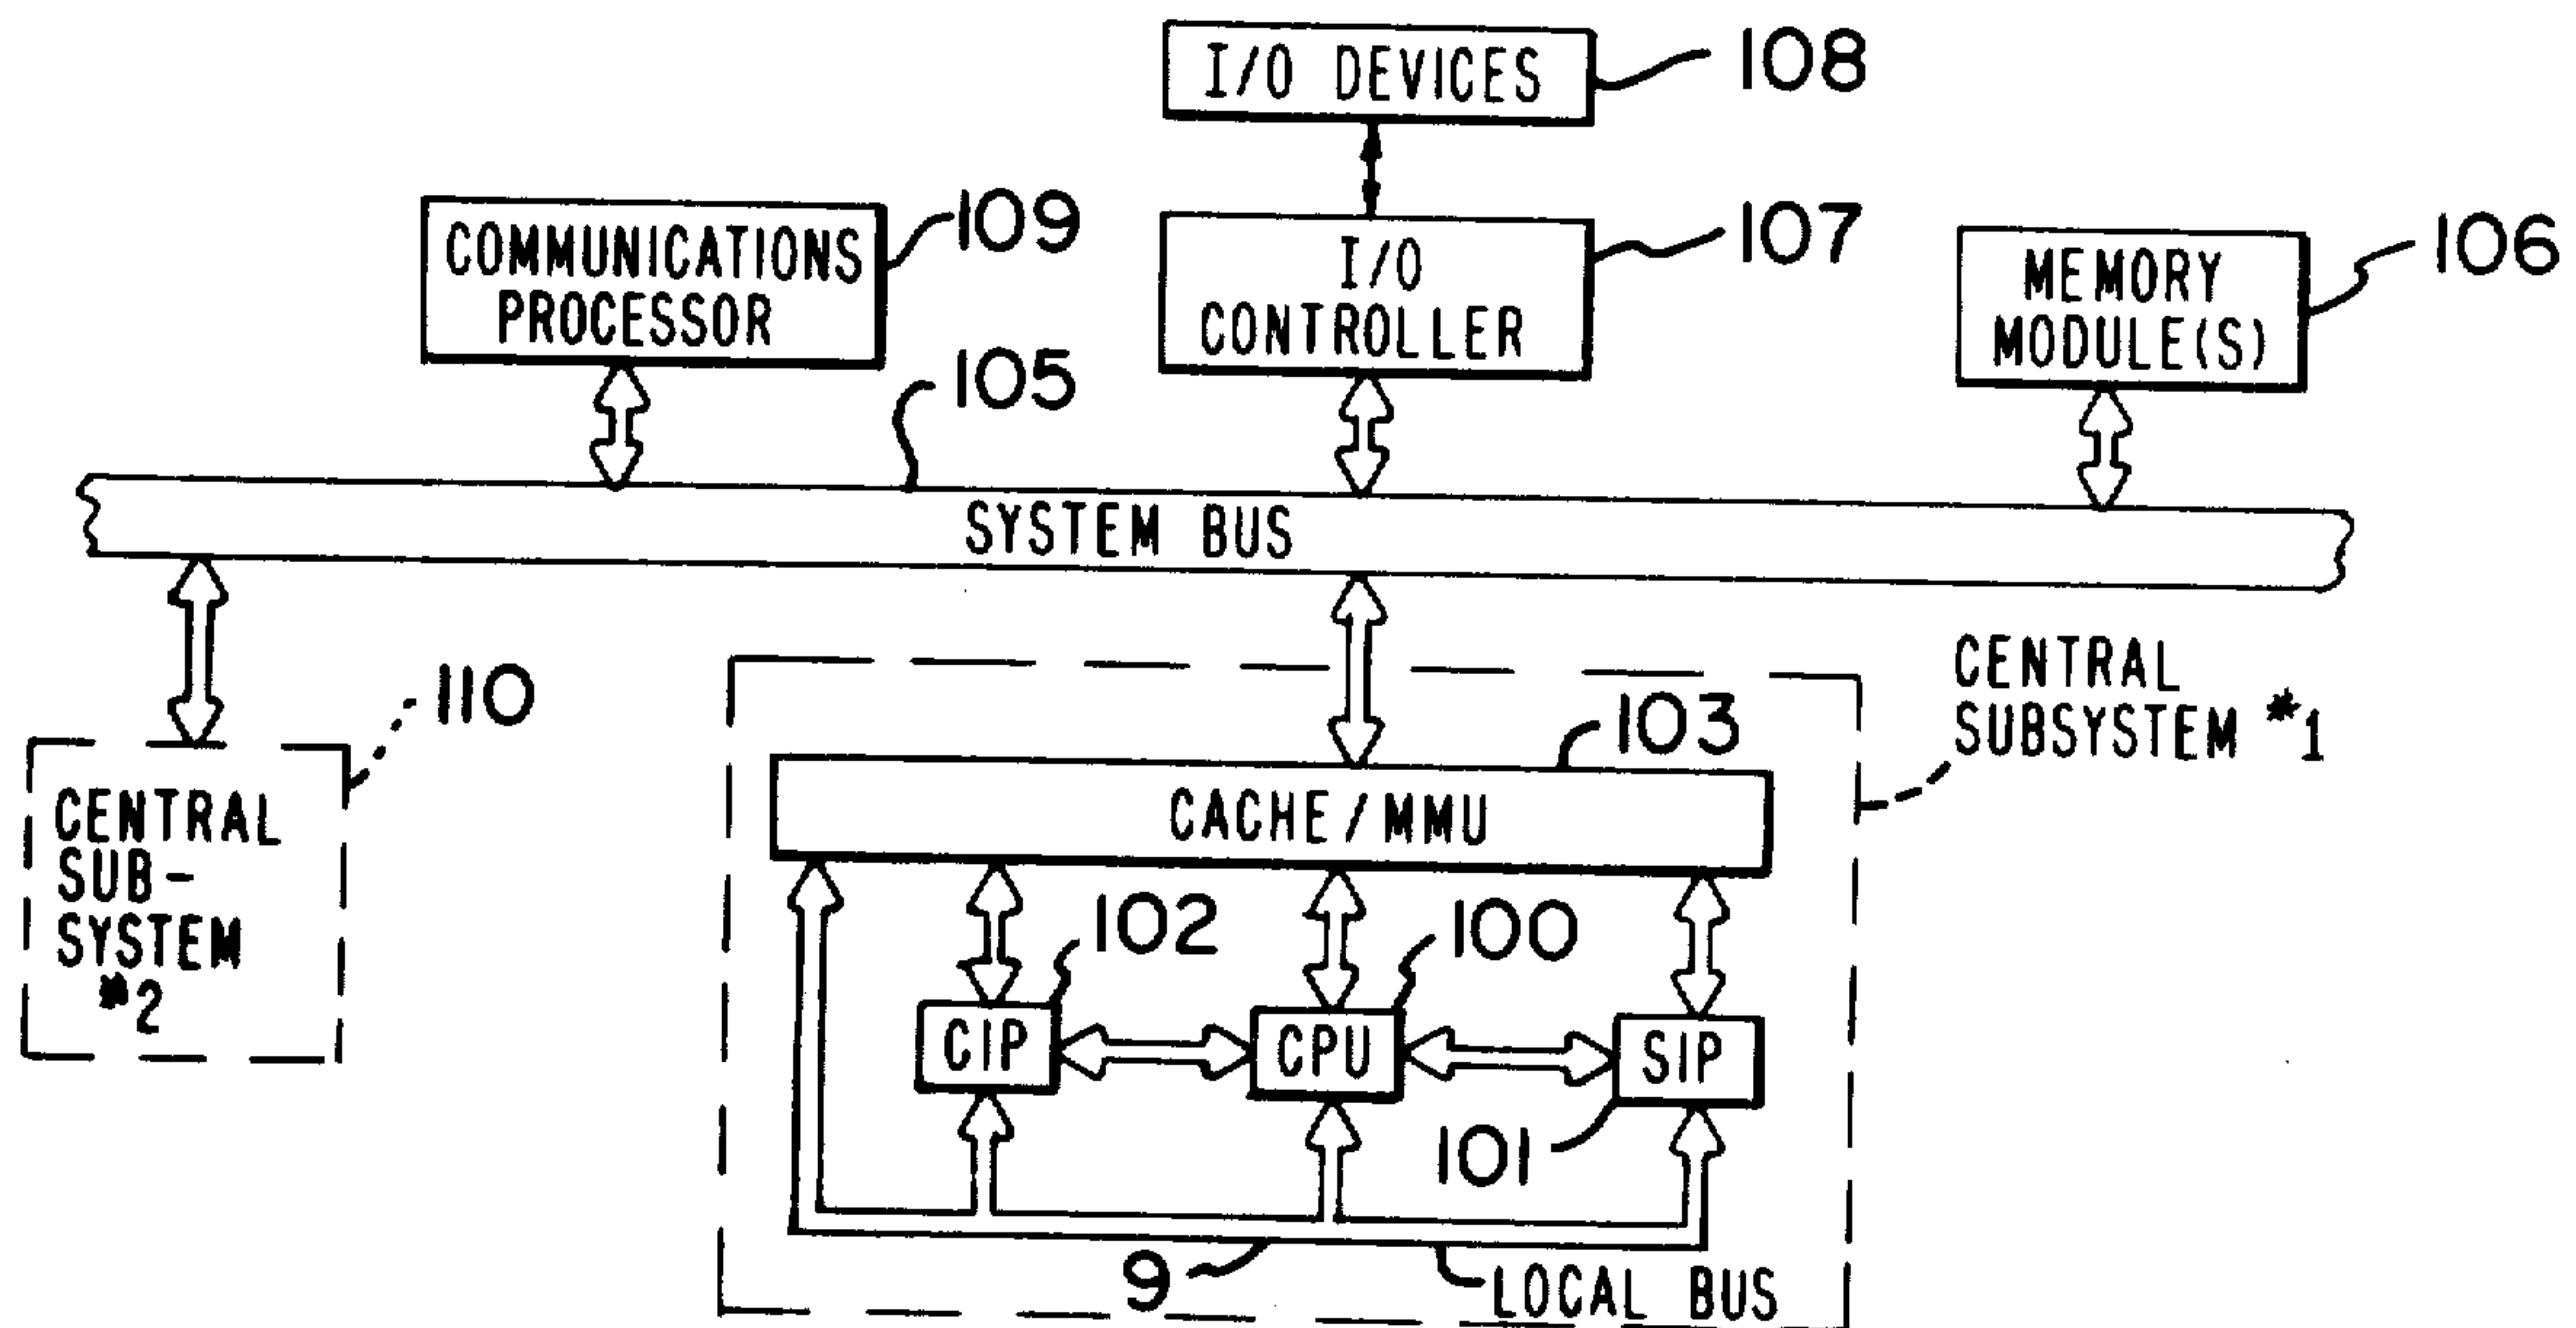 I/O DEVICES
108
COMMUNICATIONS
PROCESSOR
109
I/O
CONTROLLER
107
MEMORY
MODULE(S)
106
105
SYSTEM BUS
110
CENTRAL
SUB-
SYSTEM
#2
CENTRAL
SUBSYSTEM #1
103
CACHE/MMU
102
100
CIP
CPU
SIP
101
9
LOCAL BUS